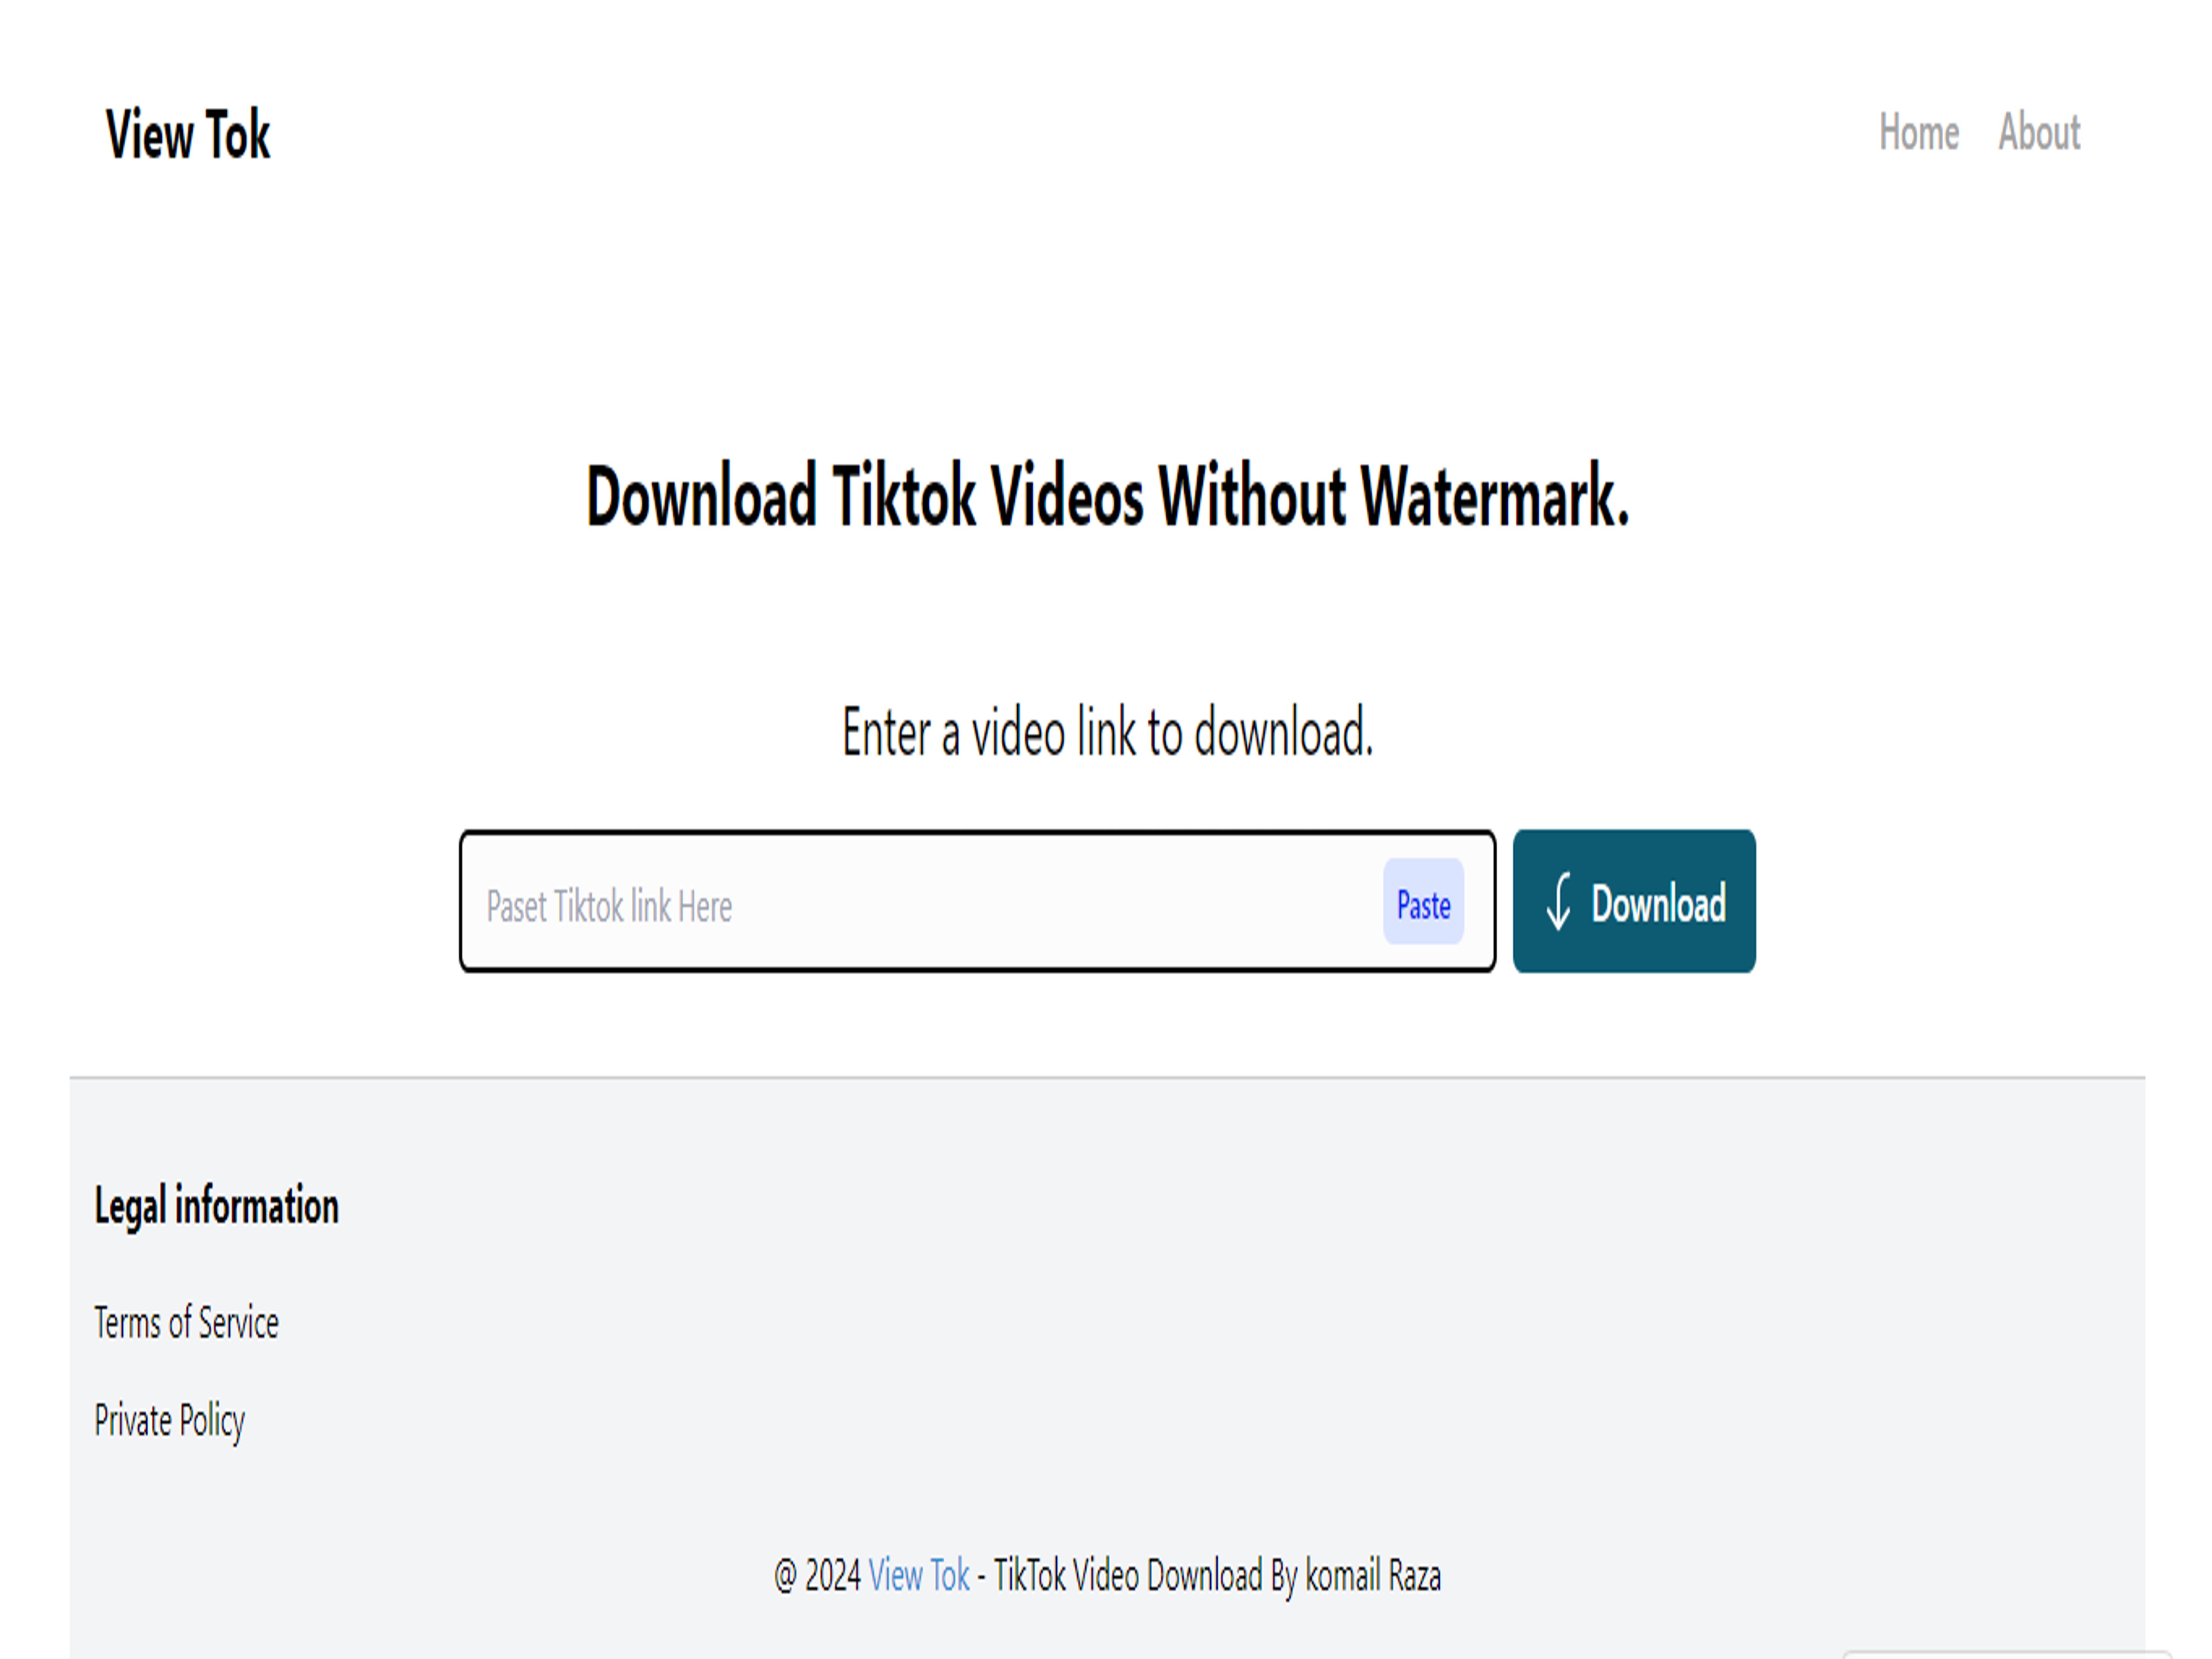 View Tok
Home About
Download Tiktok Videos Without Watermark.
Enter a video link to download.
Paset Tiktok link Here
Paste
Download
Legal information
Terms of Service
Private Policy
@ 2024 View Tok - TikTok Video Download By komail Raza